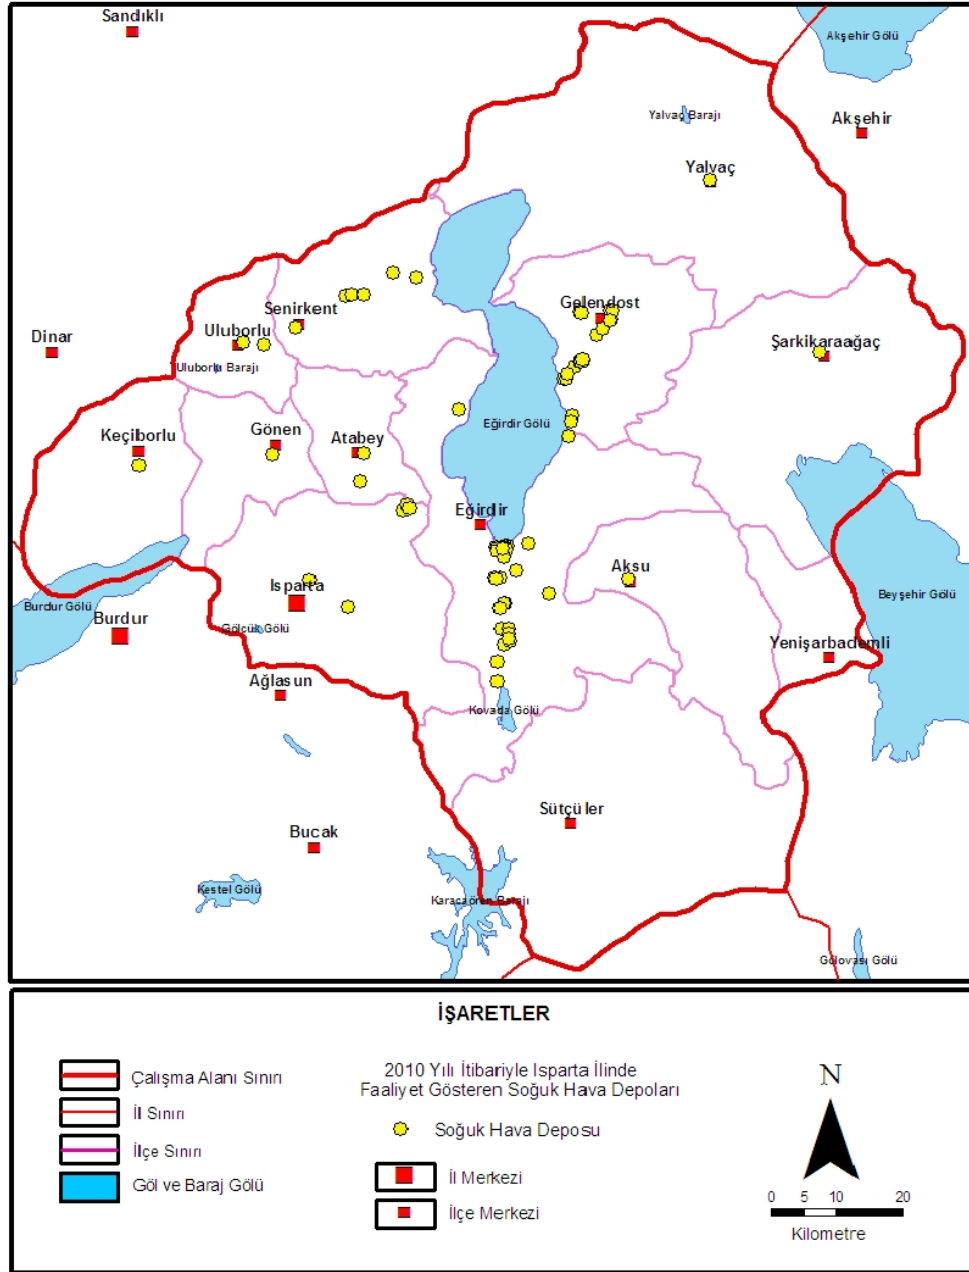 Sandıklı
Akşehir Gölü
Akşehir
Yalvaç Barajı
Yalvaç
Senirkent
Gelendost
Dinar
Uluborlu
Şarkikaraağaç
Uluborlu Barajı
Eğirdir Gölü
Keçiborlu
Gönen
Atabey
Eğirdir
Aksu
Isparta
Beyşehir Gölü
Burdur Gölü
Burdur
Gölcük Gölü
Yenişarbademli
Ağlasun
Kovada Gölü
Sütçüler
Bucak
Kestel Gölü
Karacaören Barajı
Gölovası Gölü
İŞARETLER
Çalışma Alanı Sınırı
İl Sınırı
İlçe Sınırı
Göl ve Baraj Gölü
2010 Yılı İtibariyle Isparta İlinde
Faaliyet Gösteren Soğuk Hava Depoları
Soğuk Hava Deposu
İl Merkezi
İlçe Merkezi
N
0 5 10 20
Kilometre